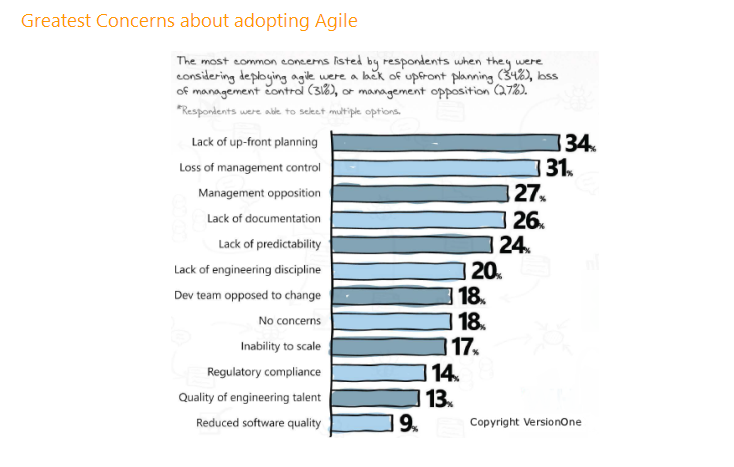 Greatest Concerns about adopting Agile
The most common concerns listed by respondents when they were
considering deploying agile were a lack of upfront planning (34%), loss
of management control (31%), or management opposition (27%).
*Respondents were able to select multiple options.
Lack of up-front planning 34%
Loss of management control 31%
Management opposition 27%
Lack of documentation 26%
Lack of predictability 24%
Lack of engineering discipline 20%
Dev team opposed to change 18%
No concerns 18%
Inability to scale 17%
Regulatory compliance 14%
Quality of engineering talent 13%
Reduced software quality 9%
Copyright VersionOne